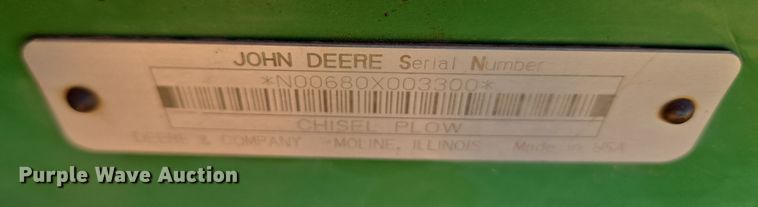 JOHN DEERE Serial Number
*N00680X003300*
CHISEL PLOW
DEERE & COMPANY MOLINE, ILLINOIS Made in USA
Purple Wave Auction